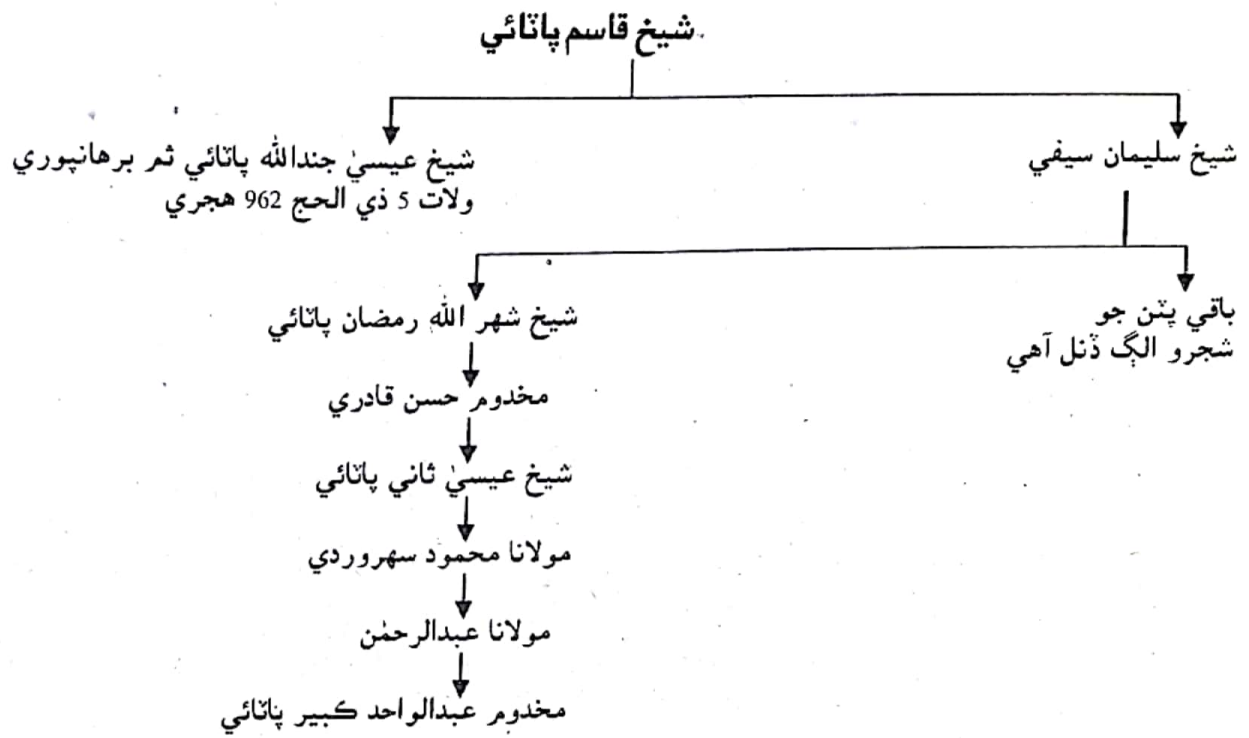 شيخ قاسم پاٽائي
شيخ سليمان سيفي
شيخ عيسيٰ جندالله پاٽائي ثم برهانپوري
ولات 5 ذي الحج 962 هجري
باقي پٽن جو
شجرو الڳ ڏنل آهي
شيخ شهر الله رمضان پاٽائي
مخدوم حسن قادري
شيخ عيسيٰ ثاني پاٽائي
مولانا محمود سهروردي
مولانا عبدالرحمٰن
مخدوم عبدالواحد ڪبير پاٽائي